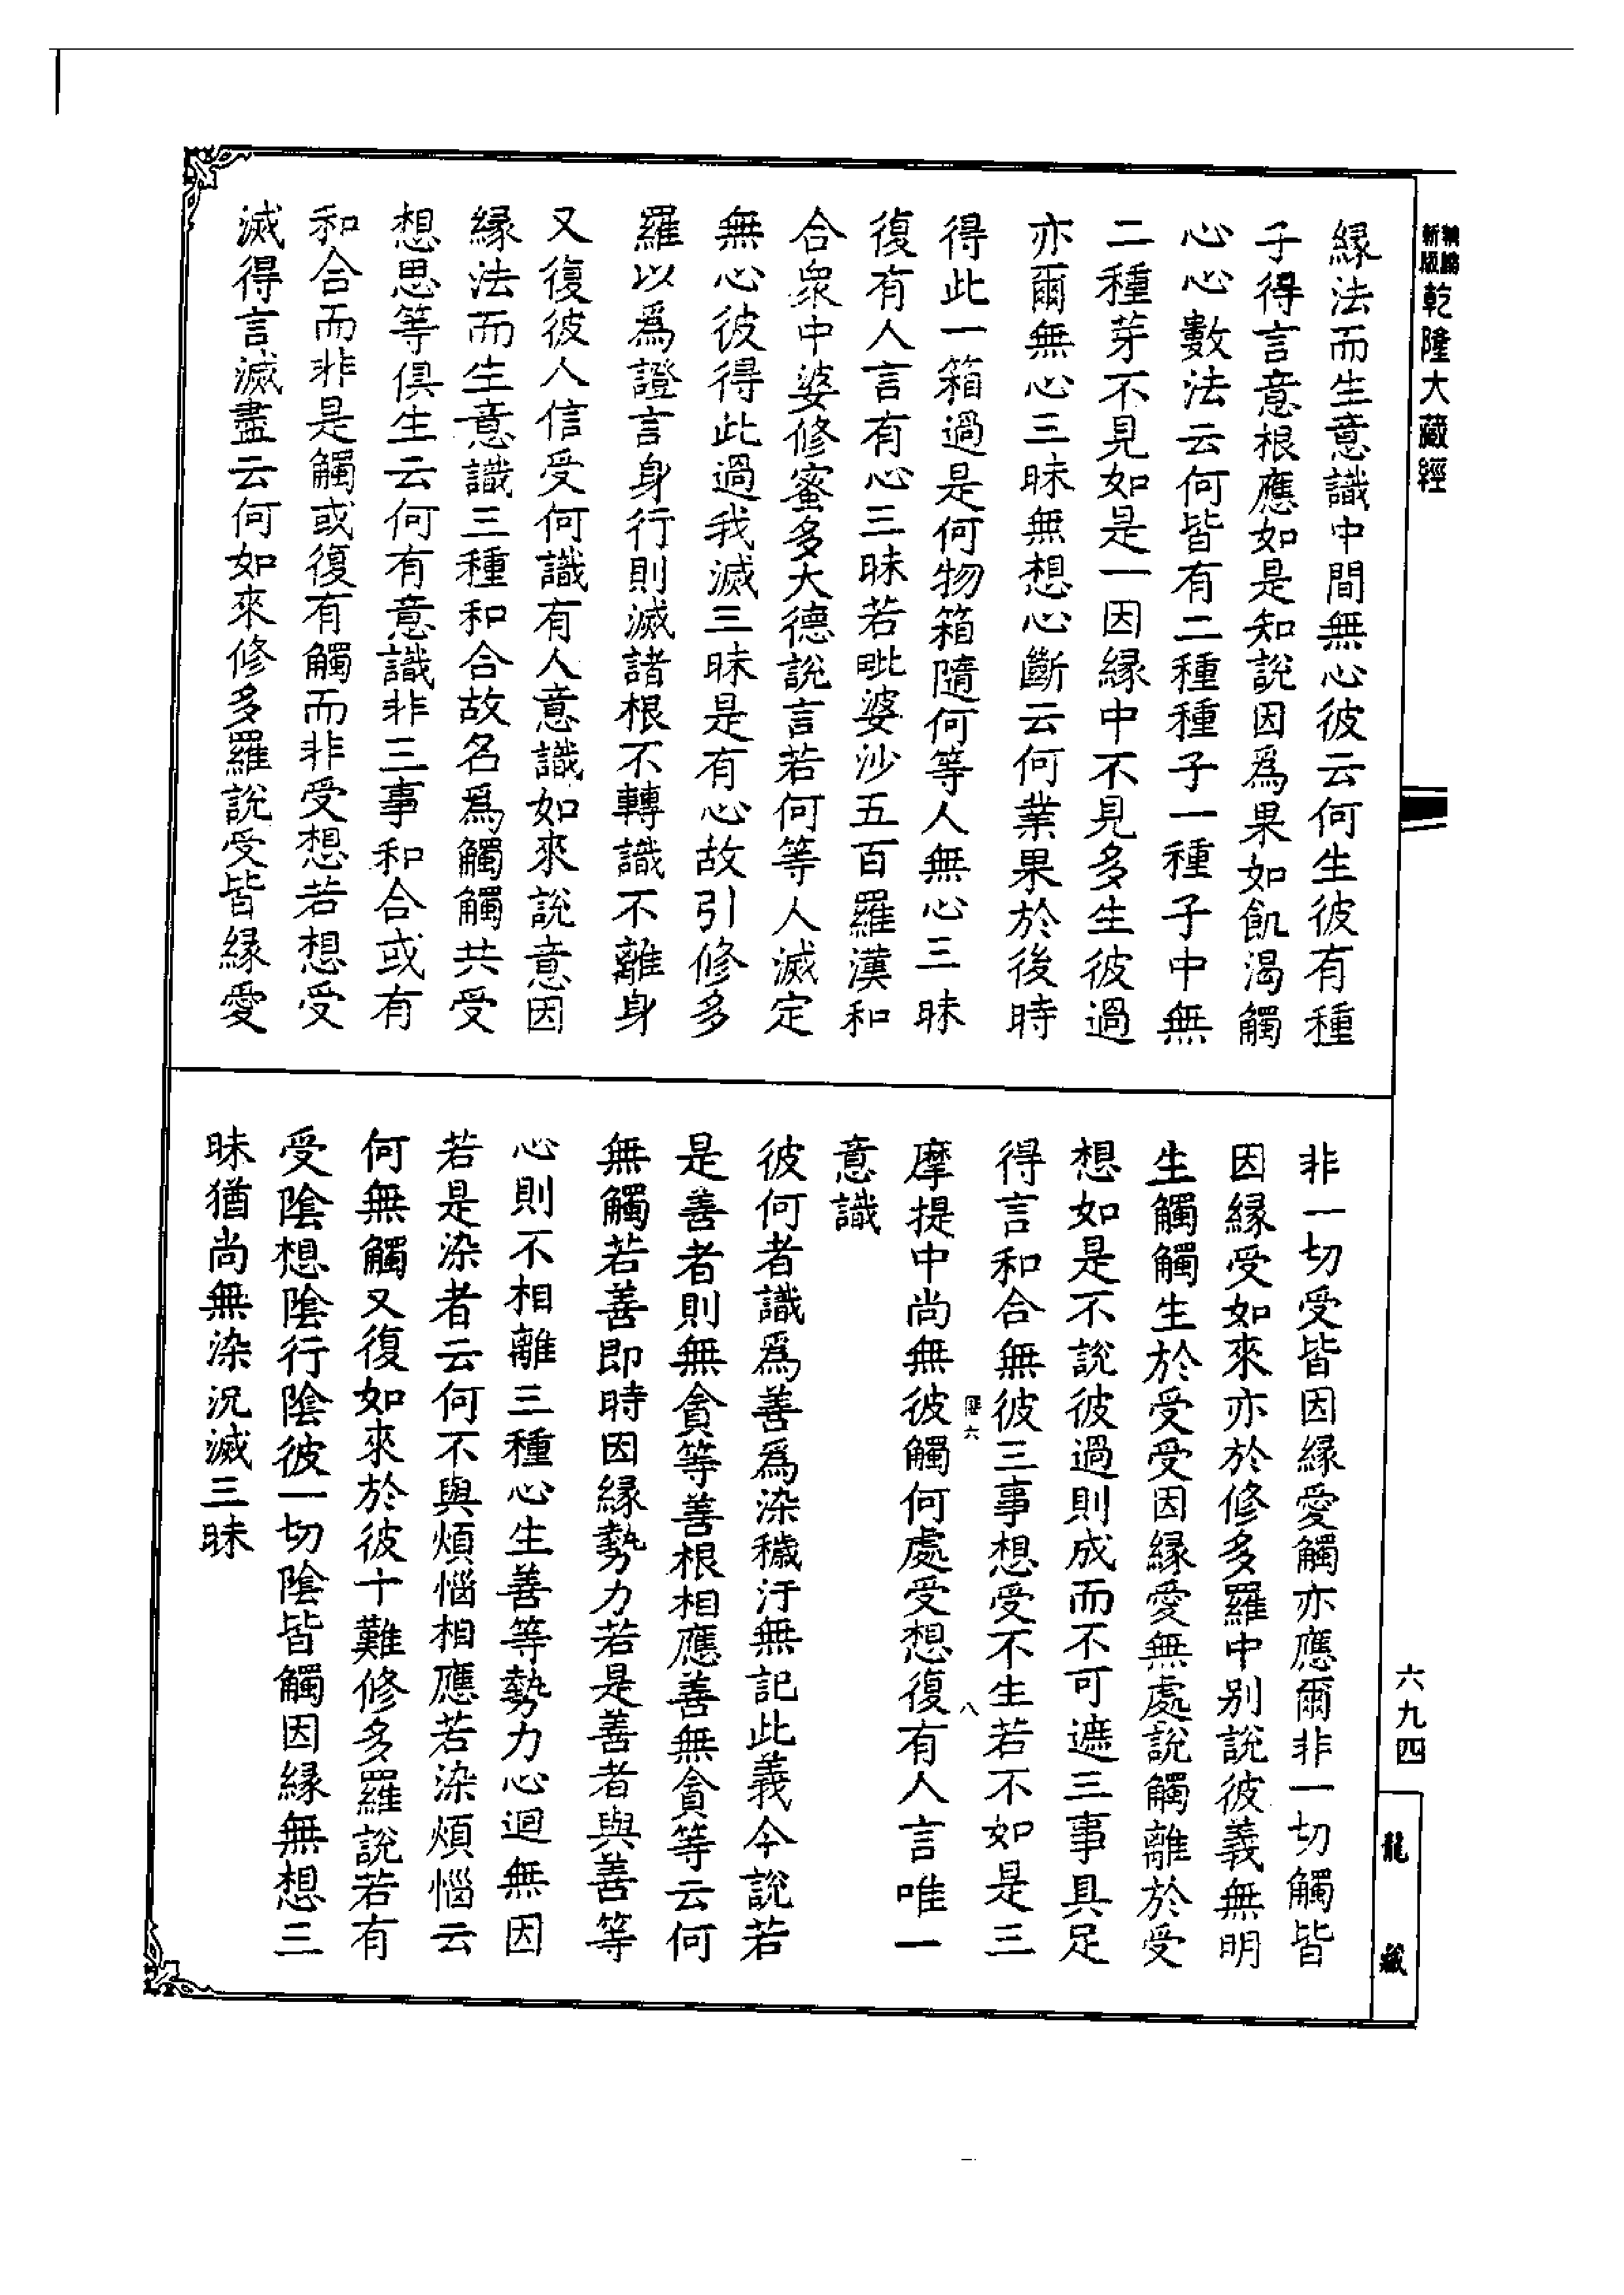 新版
乾隆大藏經
緣法而生意識中間無心彼云何生彼有種
子得言意根應如是知說因爲果如飢渴觸
心心數法云何皆有二種種子一種子中無
二種芽不見如是一因緣中不見多生彼過
亦爾無心三昧無想心斷云何業果於後時
得此一箱過是何物箱隨何等人無心三昧
復有人言有心三昧若毗婆沙五百羅漢和
合眾中婆修蜜多大德說言若何等人滅定
無心彼得此過我滅三昧是有心故引修多
羅以爲證言身行則滅諸根不轉識不離身
又復彼人信受何識有人意識如來說意因
緣法而生意識三種和合故名爲觸觸共受
想思等俱生云何有意識非三事和合或有
和合而非是觸或復有觸而非受想若想受
滅得言滅盡云何如來修多羅說受皆緣愛
非一切受皆因緣愛觸亦應爾非一切觸皆
因緣受如來亦於修多羅中別說彼義無明
生觸觸生於受受因緣愛無處說觸離於受
想如是不說彼過則成而不可遮三事具足
得言和合無彼三事想受不生若不如是三
六 八
摩提中尚無彼觸何處受想復有人言唯一
意識
彼何者識爲善爲染穢汙無記此義今說若
是善者則無貪等善根相應善無貪等云何
無觸若善即時因緣勢力若是善者與善等
心則不相離三種心生善等勢力心迴無因
若是染者云何不與煩惱相應若染煩惱云
何無觸又復如來於彼十難修多羅說若有
受陰想陰行陰彼一切陰皆觸因緣無想三
昧猶尚無染況滅三昧
六九四
龍藏